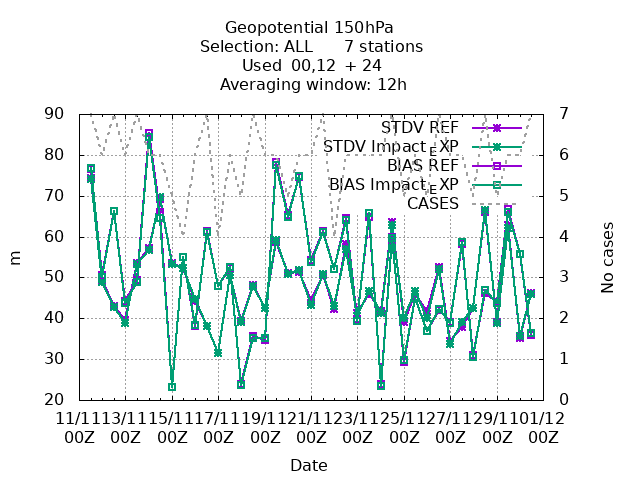 Geopotential 150hPa
Selection: ALL 7 stations
Used 00,12 + 24
Averaging window: 12h
90 7
STDV REF
STDV Impact_EXP
80 6
BIAS REF
BIAS Impact_EXP
70 5
CASES
60 4
50 3
40 2
30 1
20 0
m
No cases
11/11 13/11 15/11 17/11 19/11 21/11 23/11 25/11 27/11 29/11 01/12
00Z 00Z 00Z 00Z 00Z 00Z 00Z 00Z 00Z 00Z 00Z
Date